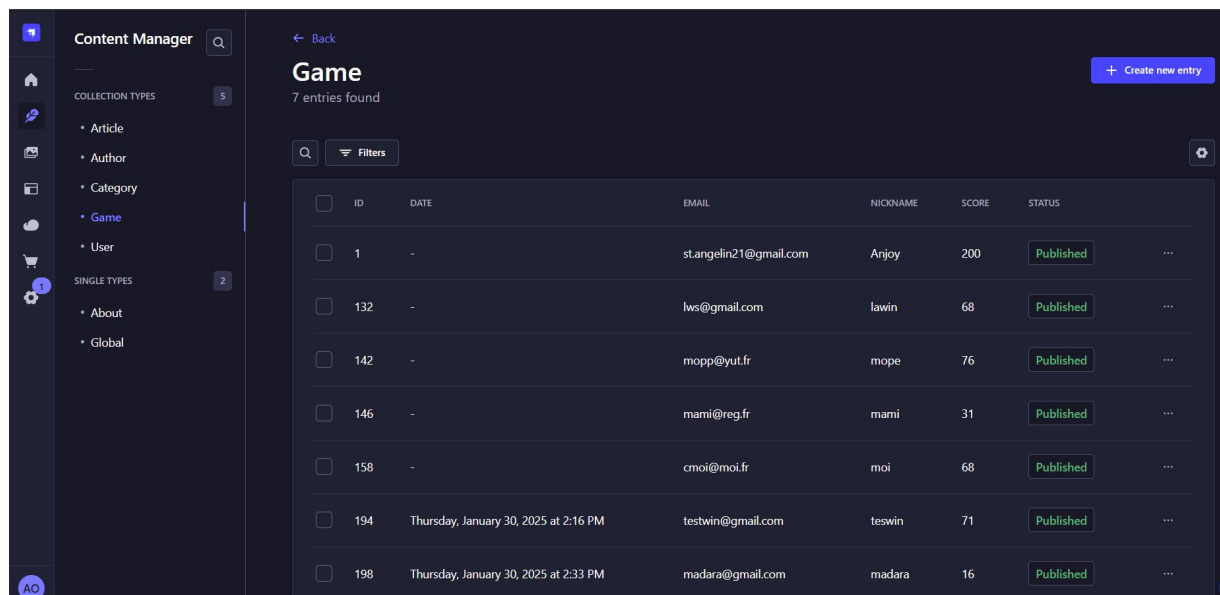 Content Manager
COLLECTION TYPES 5
• Article
• Author
• Category
• Game
• User
SINGLE TYPES 2
• About
• Global
1
AO
← Back
Game
7 entries found
+ Create new entry
Filters
ID DATE EMAIL NICKNAME SCORE STATUS
1 - st.angelin21@gmail.com Anjoy 200 Published ...
132 - lws@gmail.com lawin 68 Published ...
142 - mopp@yut.fr mope 76 Published ...
146 - mami@reg.fr mami 31 Published ...
158 - cmoi@moi.fr moi 68 Published ...
194 Thursday, January 30, 2025 at 2:16 PM testwin@gmail.com teswin 71 Published ...
198 Thursday, January 30, 2025 at 2:33 PM madara@gmail.com madara 16 Published ...